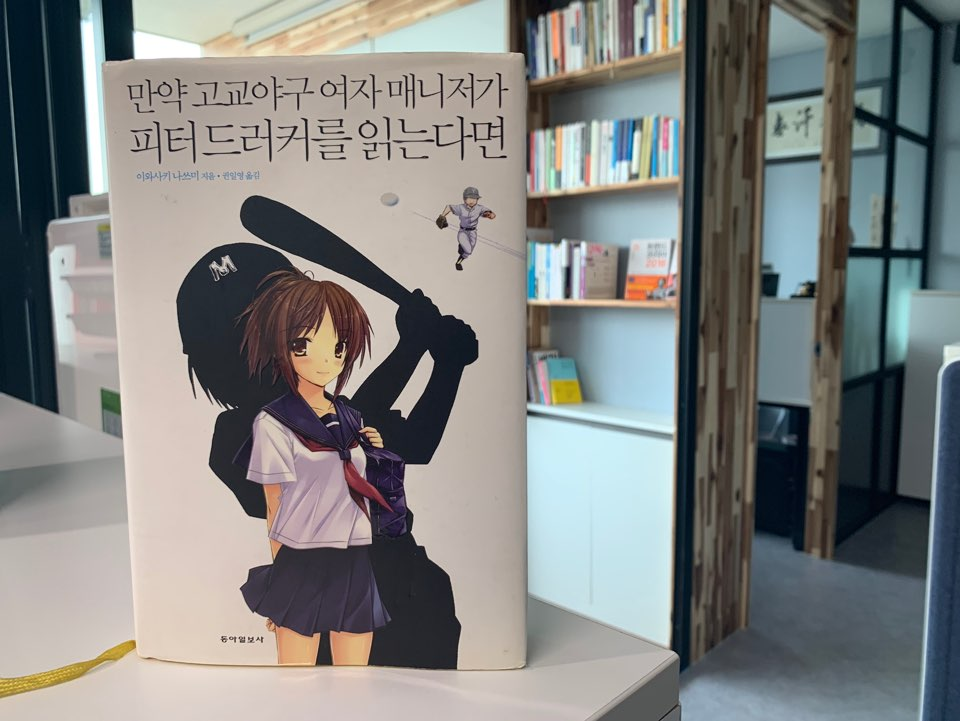 만약 고교야구 여자 매니저가
피터 드러커를 읽는다면
이와사키 나쓰미 지음 • 권일영 옮김
M
동아일보사